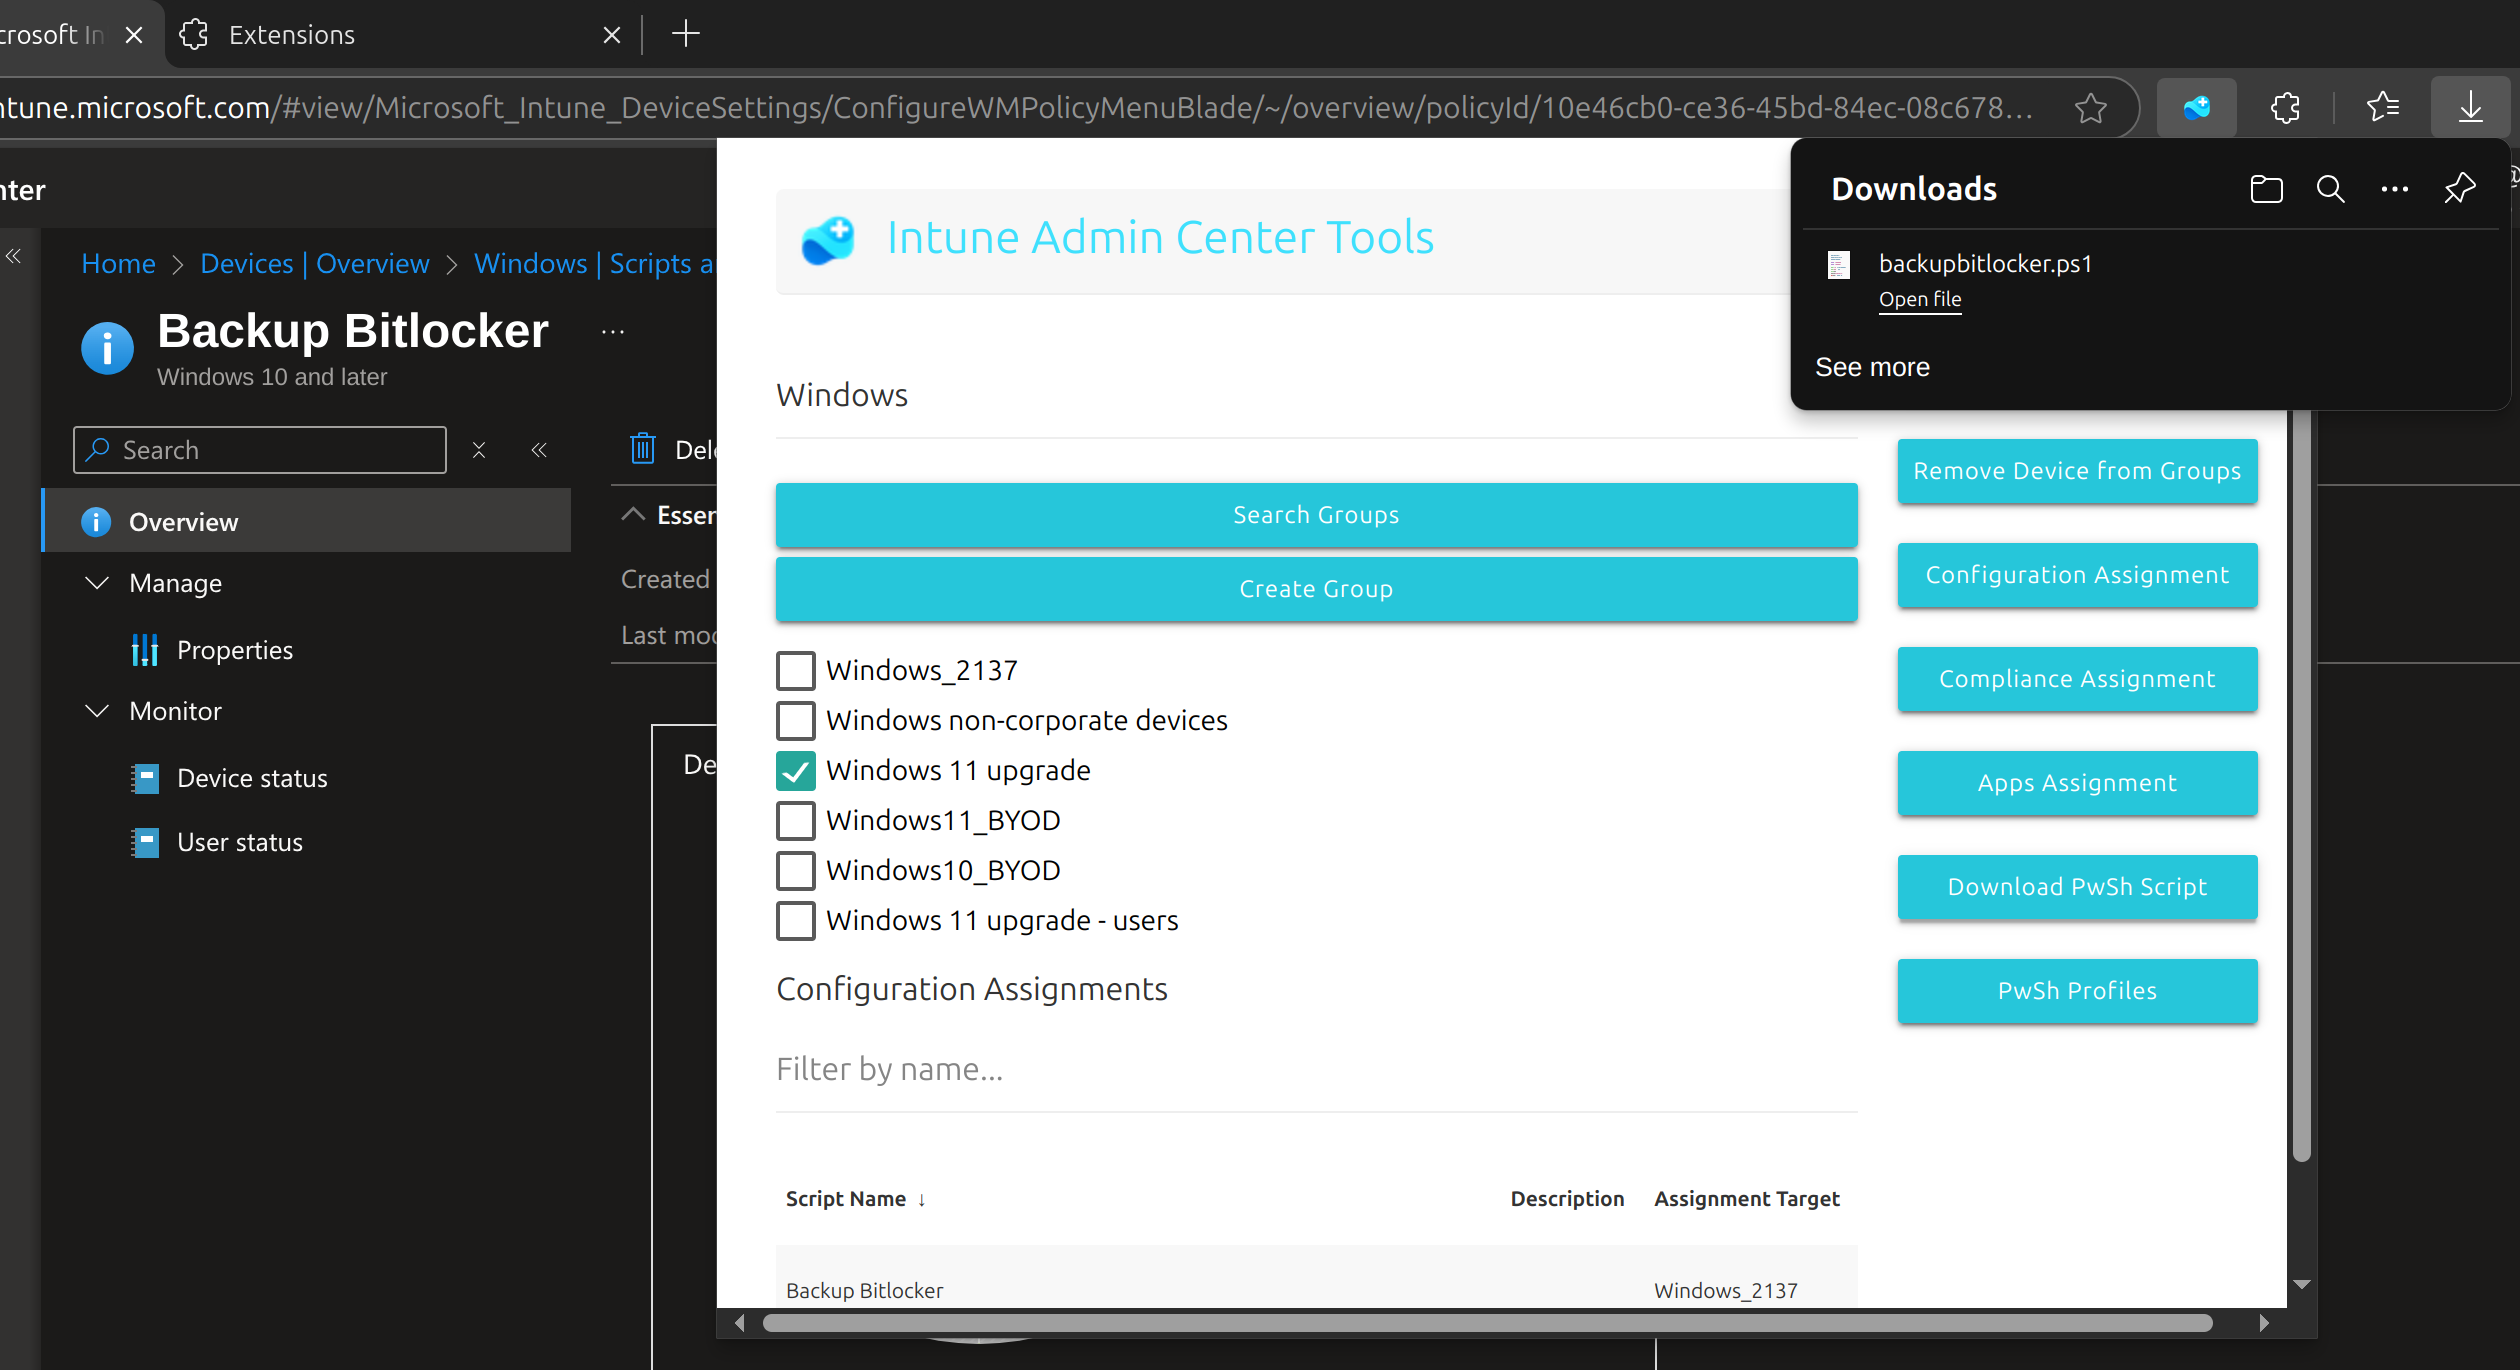 crosoft In
Extensions
ntune.microsoft.com/#view/Microsoft_Intune_DeviceSettings/ConfigureWMPolicyMenuBlade/~/overview/policyId/10e46cb0-ce36-45bd-84ec-08c678...
nter
Home > Devices | Overview > Windows | Scripts a
Backup Bitlocker ...
Windows 10 and later
Search
Overview
Manage
Properties
Monitor
Device status
User status
Del
Essen
Created
Last mod
De
Intune Admin Center Tools
Windows
Search Groups
Create Group
Windows_2137
Windows non-corporate devices
Windows 11 upgrade
Windows11_BYOD
Windows10_BYOD
Windows 11 upgrade - users
Configuration Assignments
Filter by name...
Script Name ↓ Description Assignment Target
Backup Bitlocker Windows_2137
Downloads
backupbitlocker.ps1
Open file
See more
Remove Device from Groups
Configuration Assignment
Compliance Assignment
Apps Assignment
Download PwSh Script
PwSh Profiles